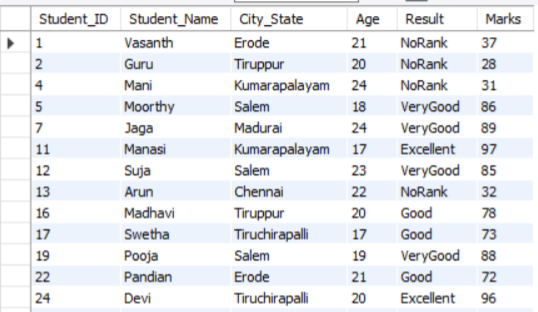 Student_ID Student_Name City_State Age Result Marks
1 Vasanth Erode 21 NoRank 37
2 Guru Tiruppur 20 NoRank 28
4 Mani Kumarapalayam 24 NoRank 31
5 Moorthy Salem 18 VeryGood 86
7 Jaga Madurai 24 VeryGood 89
11 Manasi Kumarapalayam 17 Excellent 97
12 Suja Salem 23 VeryGood 85
13 Arun Chennai 22 NoRank 32
16 Madhavi Tiruppur 20 Good 78
17 Swetha Tiruchirapalli 17 Good 73
19 Pooja Salem 19 VeryGood 88
22 Pandian Erode 21 Good 72
24 Devi Tiruchirapalli 20 Excellent 96